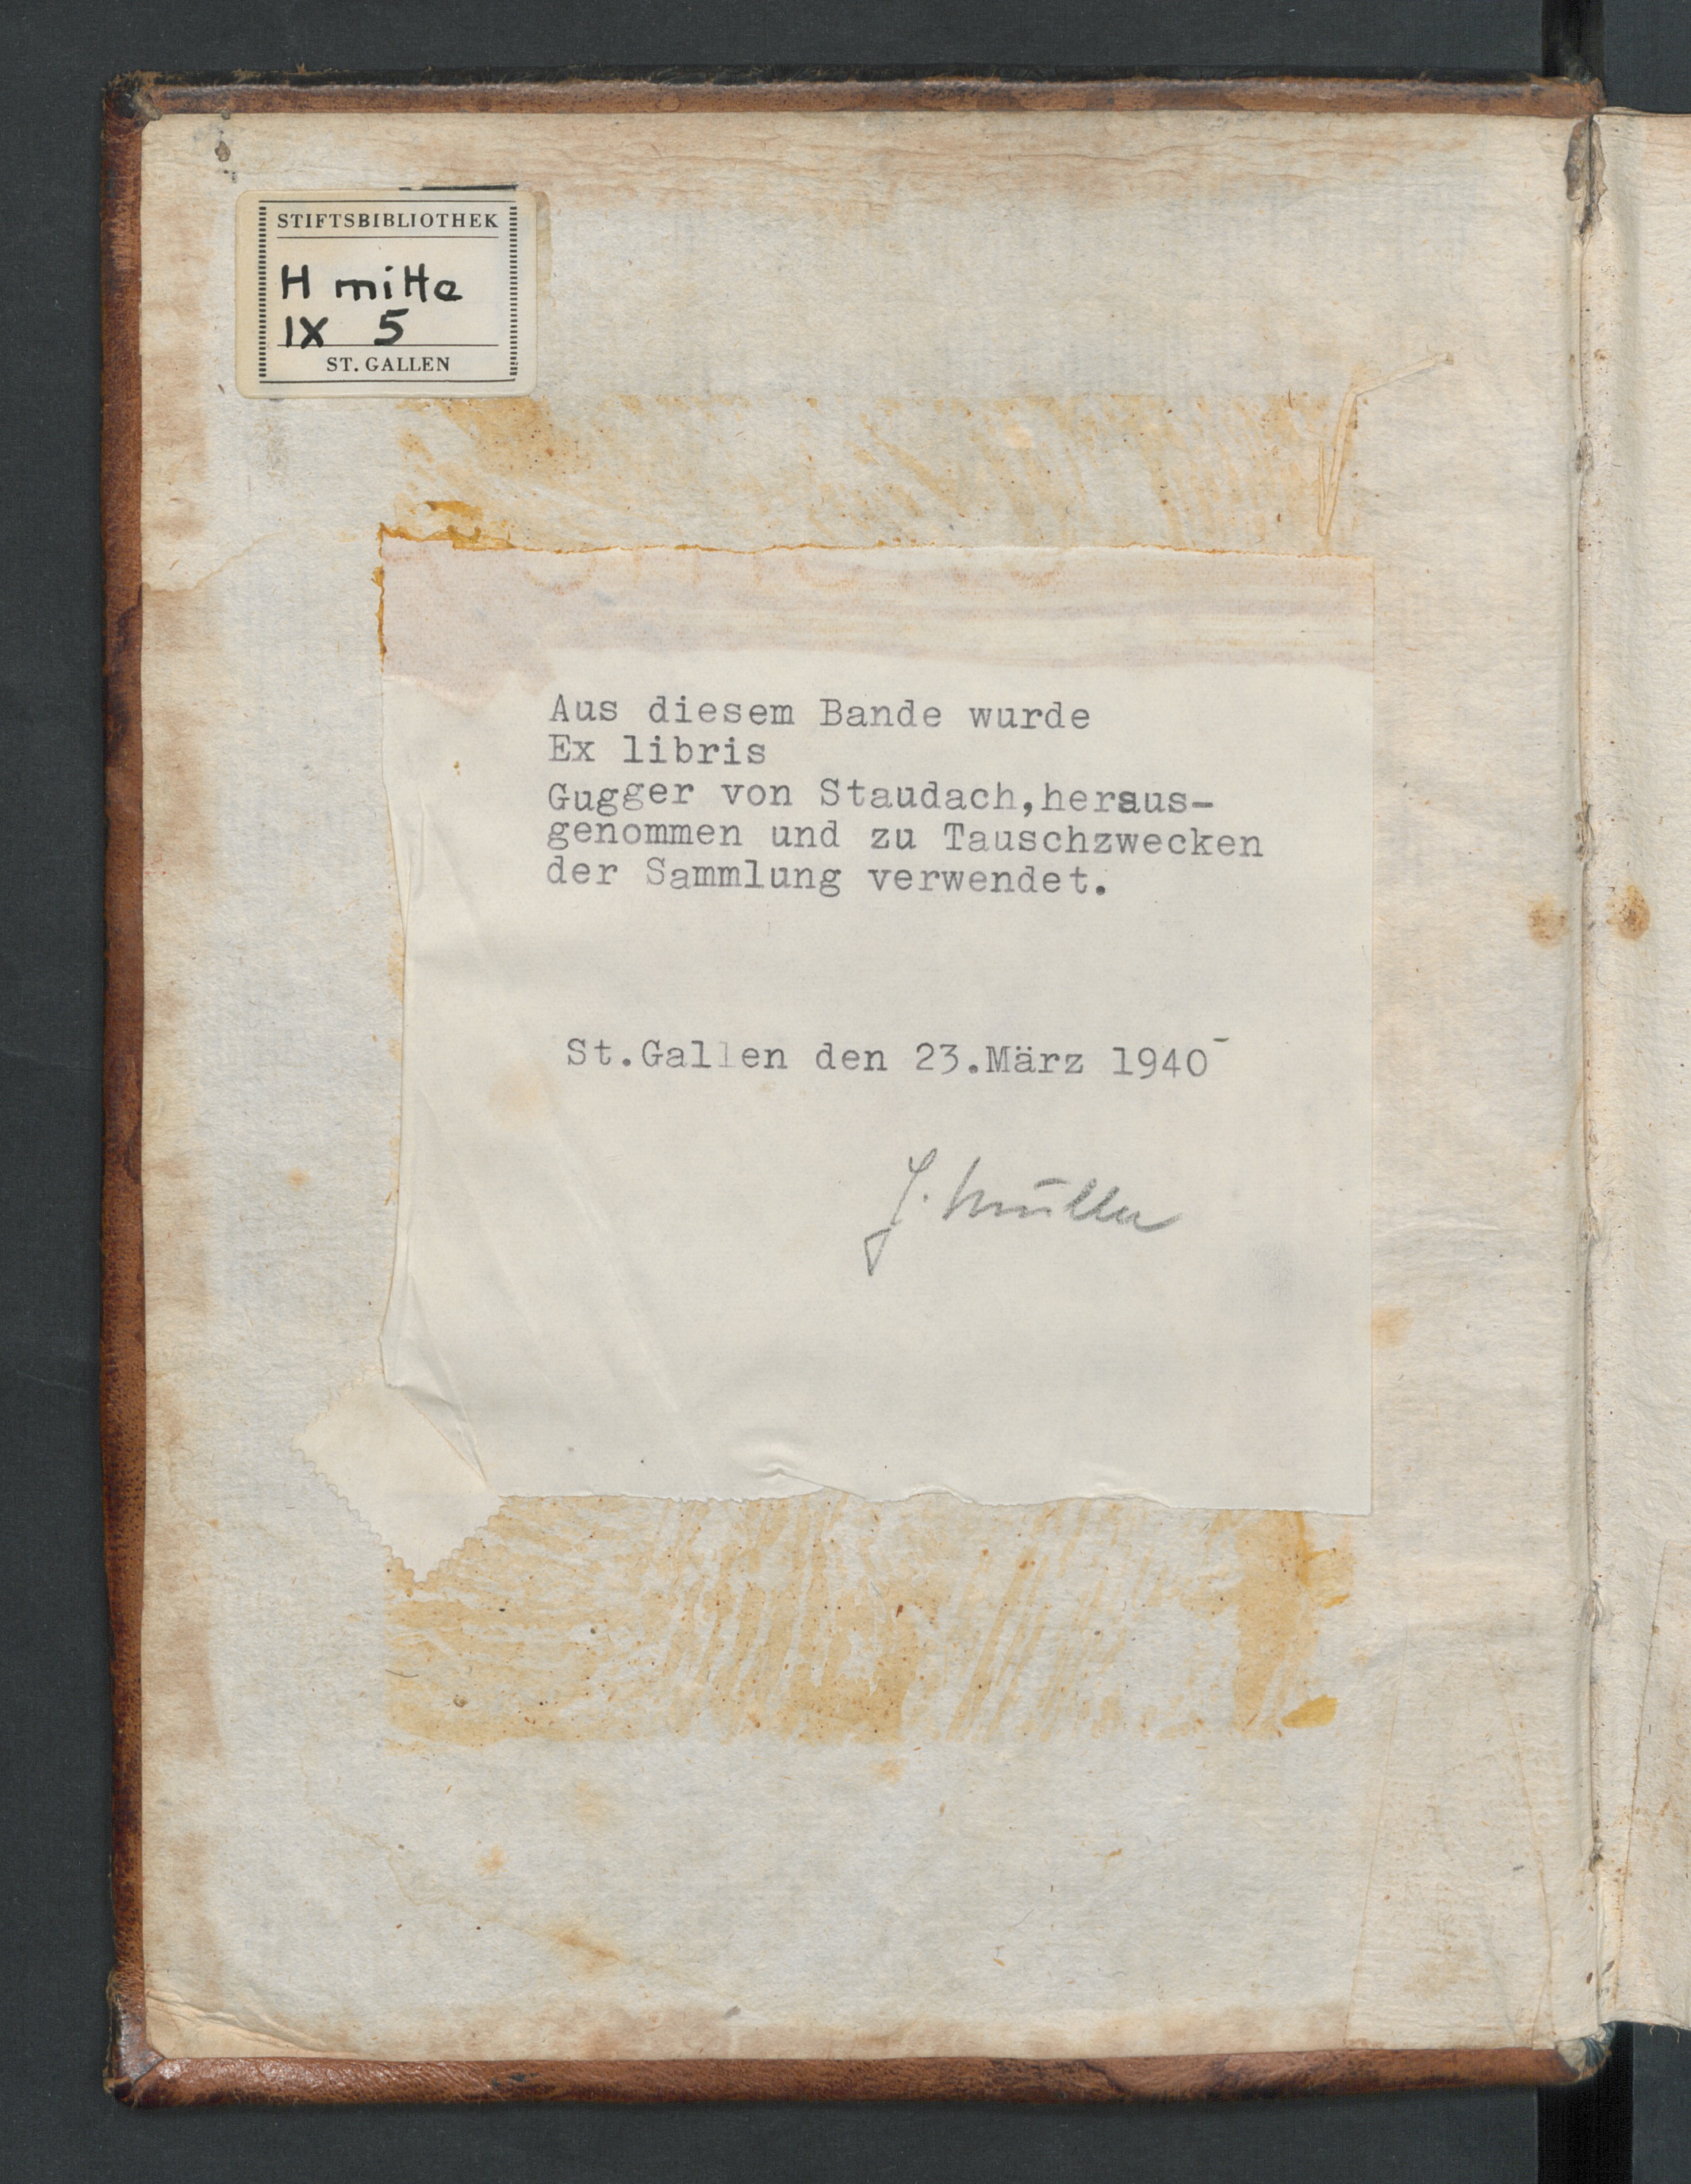 STIFTSBIBLIOTHEK
H mitte
IX 5
ST. GALLEN
Aus diesem Bande wurde
Ex libris
Gugger von Staudach,heraus-
genommen und zu Tauschzwecken
der Sammlung verwendet.
St.Gallen den 23.März 1940-
J. Müller